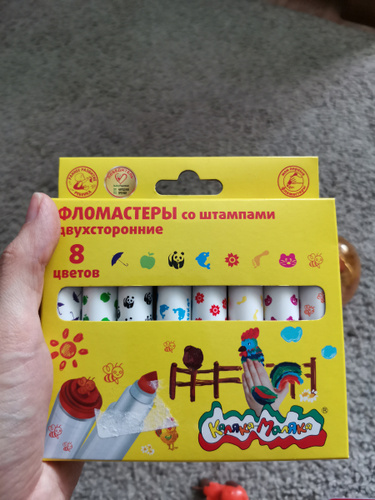 ФЛОМАСТЕРЫ со штампами
двухсторонние
8
цветов
Каляка-Маляка®